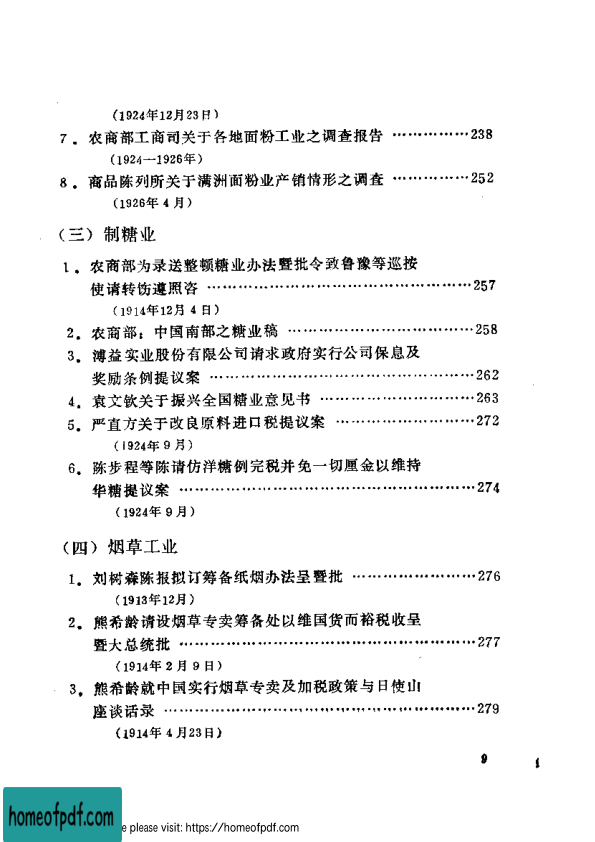 (1924年12月23日)
7．农商部工商司关于各地面粉工业之调查报告 ……………238
(1924—1926年)
8．商品陈列所关于满洲面粉业产销情形之调查 ……………252
(1926年4月)
(三) 制糖业
1．农商部为录送整顿糖业办法暨批令致鲁豫等巡按
使请转饬遵照咨 ………………………………………………257
(1914年12月4日)
2．农商部：中国南部之糖业稿 ………………………………258
3．溥益实业股份有限公司请求政府实行公司保息及
奖励条例提议案 ………………………………………………262
4．袁文钦关于振兴全国糖业意见书 …………………………263
5．严直方关于改良原料进口税提议案 ………………………272
(1924年9月)
6．陈步程等陈请仿洋糖例完税并免一切厘金以维持
华糖提议案 ……………………………………………………274
(1924年9月)
(四) 烟草工业
1．刘树森陈报拟订筹备纸烟办法呈暨批 ……………………276
(1913年12月)
2．熊希龄请设烟草专卖筹备处以维国货而裕税收呈
暨大总统批 ……………………………………………………277
(1914年2月9日)
3．熊希龄就中国实行烟草专卖及加税政策与日使山
座谈话录 ………………………………………………………279
(1914年4月23日)
9
homeofpdf.com
e please visit: https://homeofpdf.com